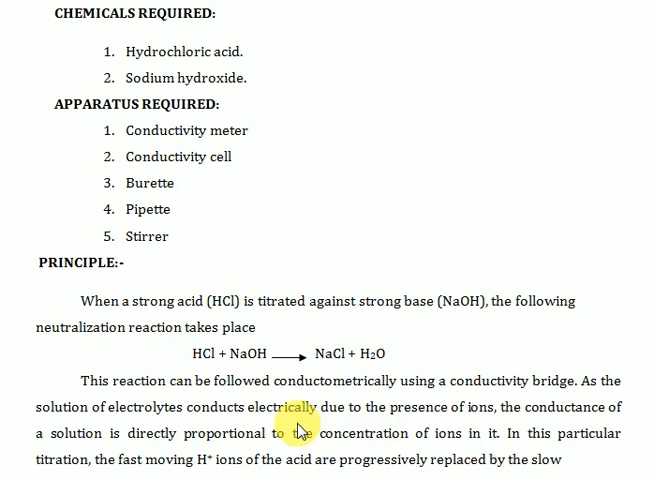 CHEMICALS REQUIRED:
1. Hydrochloric acid.
2. Sodium hydroxide.
APPARATUS REQUIRED:
1. Conductivity meter
2. Conductivity cell
3. Burette
4. Pipette
5. Stirrer
PRINCIPLE:-
When a strong acid (HCl) is titrated against strong base (NaOH), the following
neutralization reaction takes place
HCl + NaOH ⟶ NaCl + H2O
This reaction can be followed conductometrically using a conductivity bridge. As the
solution of electrolytes conducts electrically due to the presence of ions, the conductance of
a solution is directly proportional to the concentration of ions in it. In this particular
titration, the fast moving H⁺ ions of the acid are progressively replaced by the slow